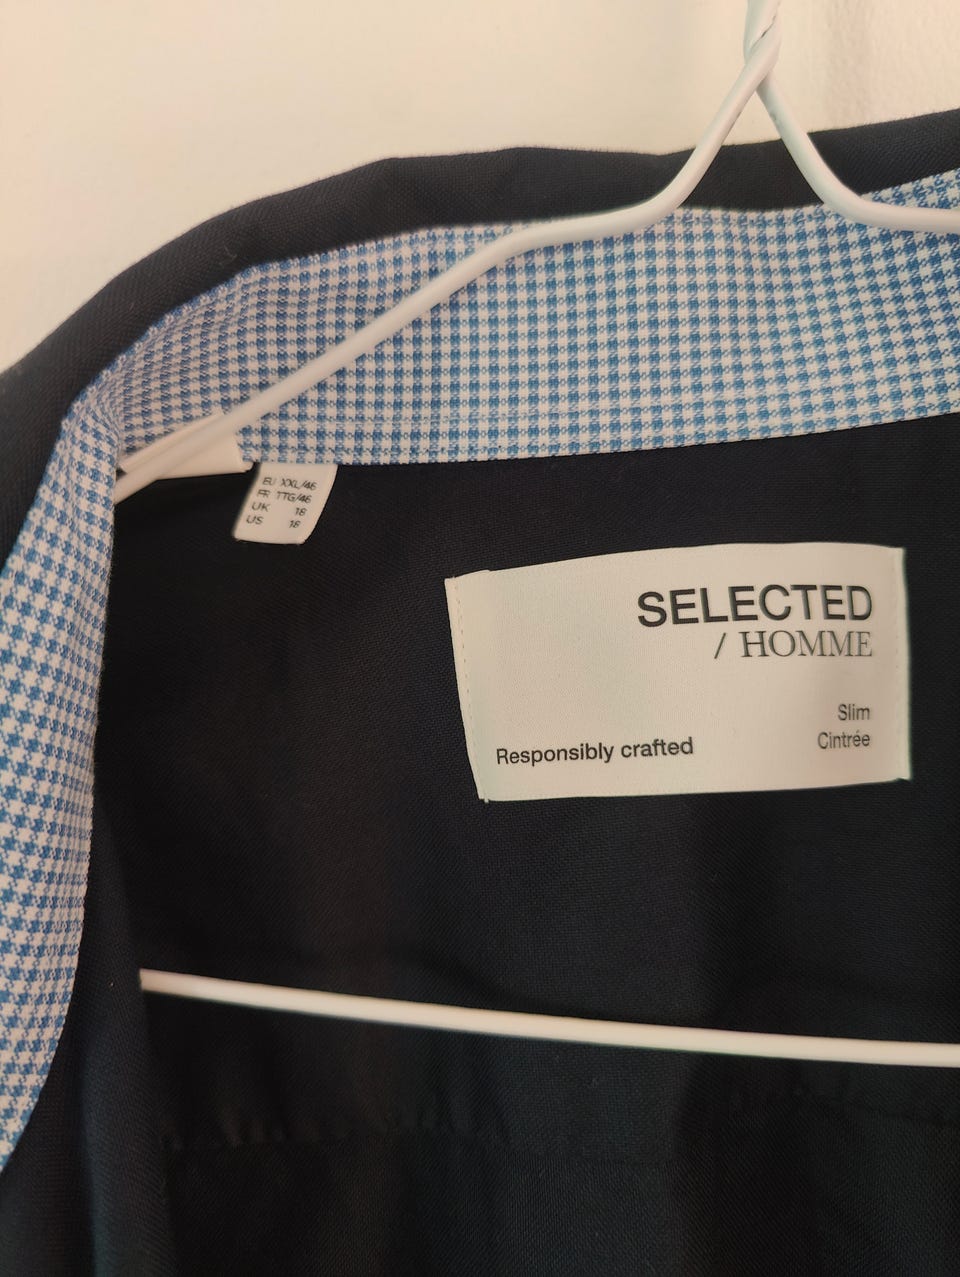 EU XXL/46
FR TTG/46
UK 18
US 18
SELECTED
/ HOMME
Slim
Cintrée
Responsibly crafted